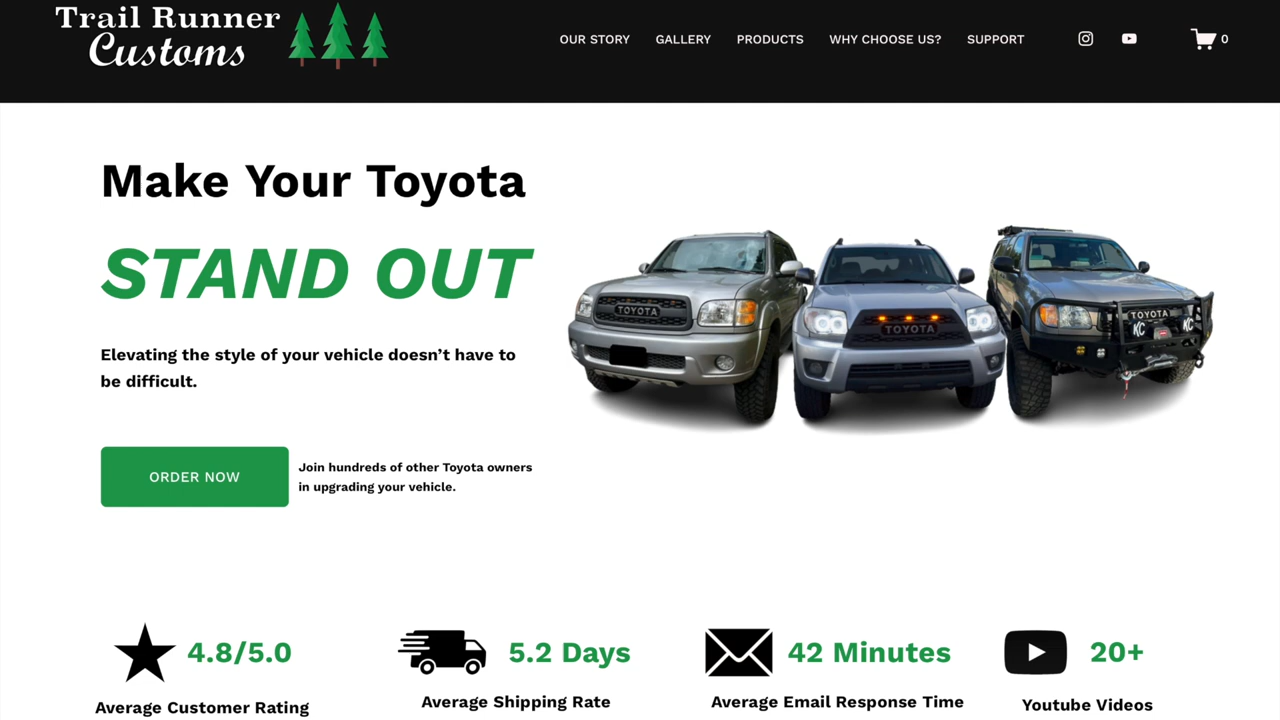 Trail Runner
Customs
OUR STORY
GALLERY
PRODUCTS
WHY CHOOSE US?
SUPPORT
0
Make Your Toyota
STAND OUT
Elevating the style of your vehicle doesn’t have to
be difficult.
ORDER NOW
Join hundreds of other Toyota owners
in upgrading your vehicle.
TOYOTA
TOYOTA
TOYOTA
KC
KC
4.8/5.0
Average Customer Rating
5.2 Days
Average Shipping Rate
42 Minutes
Average Email Response Time
20+
Youtube Videos